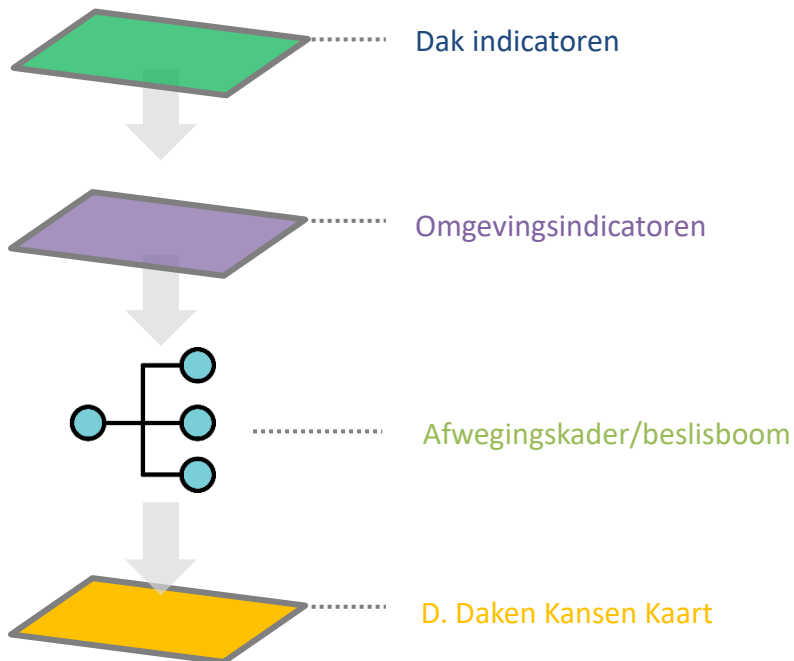 Dak indicatoren
Omgevingsindicatoren
Afwegingskader/beslisboom
D. Daken Kansen Kaart